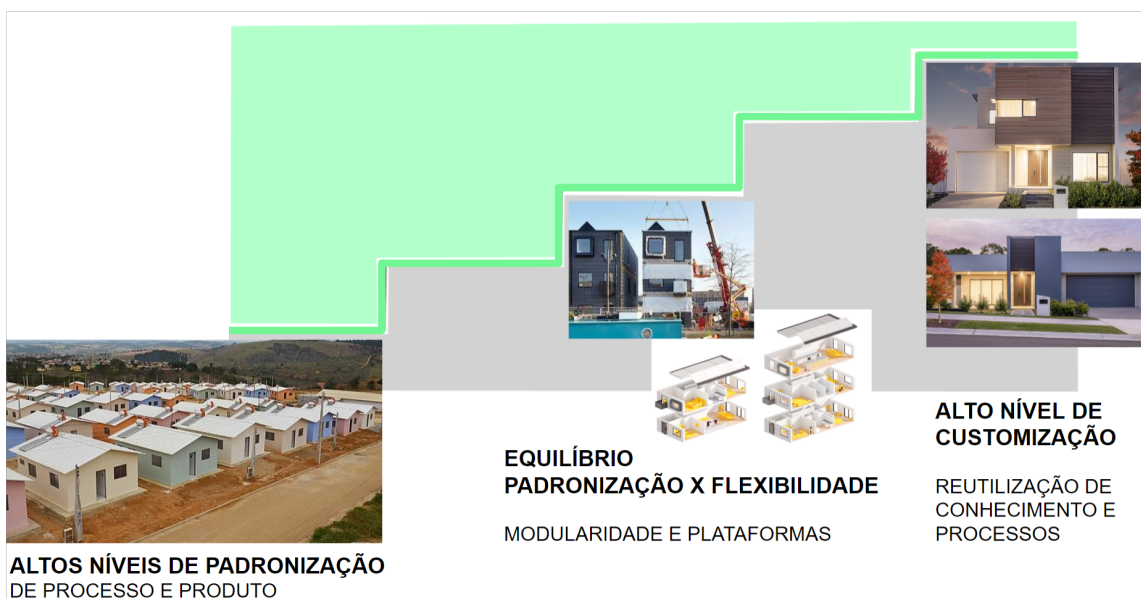 ALTOS NÍVEIS DE PADRONIZAÇÃO
DE PROCESSO E PRODUTO
EQUILÍBRIO
PADRONIZAÇÃO X FLEXIBILIDADE
MODULARIDADE E PLATAFORMAS
ALTO NÍVEL DE
CUSTOMIZAÇÃO
REUTILIZAÇÃO DE
CONHECIMENTO E
PROCESSOS